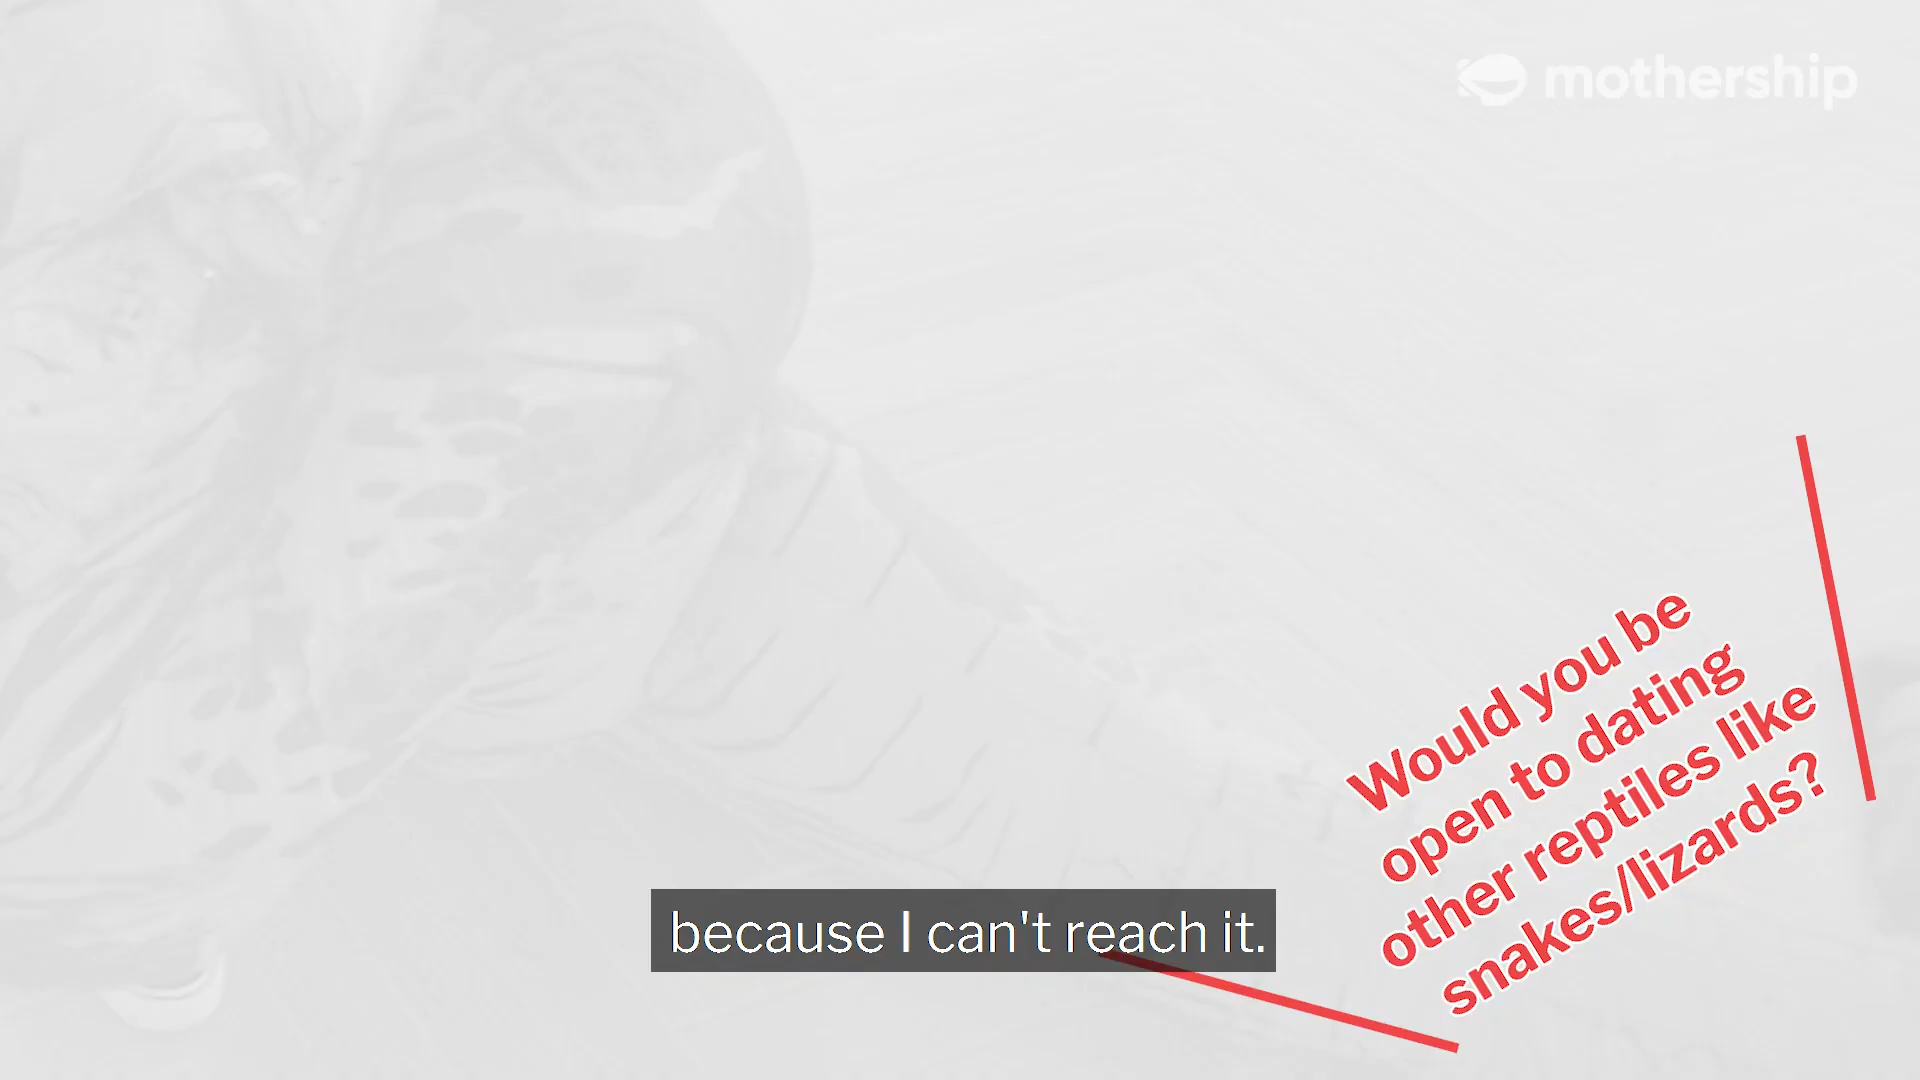 mothership
Would you be
open to dating
other reptiles like
snakes/lizards?
because I can't reach it.